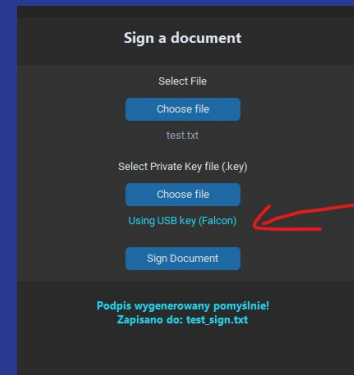 Sign a document
Select File
Choose file
test.txt
Select Private Key file (.key)
Choose file
Using USB key (Falcon)
Sign Document
Podpis wygenerowany pomyślnie!
Zapisano do: test_sign.txt